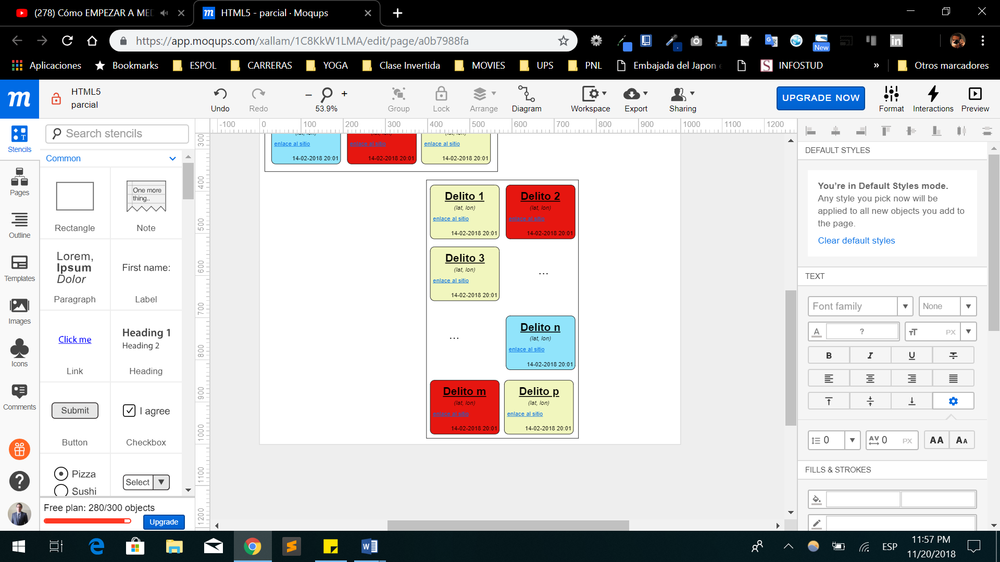 (278) Cómo EMPEZAR A MED
HTML5 - parcial · Moqups
https://app.moqups.com/xallam/1C8KkW1LMA/edit/page/a0b7988fa
New
Aplicaciones
Bookmarks
ESPOL
CARRERAS
YOGA
Clase Invertida
MOVIES
UPS
PNL
Embajada del Japon e
INFOSTUD
»
Otros marcadores
HTML5
parcial
Undo
Redo
53.9%
Group
Lock
Arrange
Diagram
Workspace
Export
Sharing
UPGRADE NOW
Format
Interactions
Preview
-100 0 100 200 300 400 500 600 700 800 900 1000 1100 1200
300 400 500 600 700 800 900 1000 1100 1200
Stencils
Pages
Outline
Templates
Images
Icons
Comments
Search stencils
Common
Rectangle
One more
thing..
Note
Lorem,
Ipsum
Dolor
Paragraph
First name:
Label
Click me
Link
Heading 1
Heading 2
Heading
Submit
Button
I agree
Checkbox
Pizza
Sushi
Select
Free plan: 280/300 objects
Upgrade
(lat, lon)
enlace al sitio
14-02-2018 20:01
(lat, lon)
enlace al sitio
14-02-2018 20:01
(lat, lon)
enlace al sitio
14-02-2018 20:01
Delito 1
(lat, lon)
enlace al sitio
14-02-2018 20:01
Delito 2
(lat, lon)
enlace al sitio
14-02-2018 20:01
Delito 3
(lat, lon)
enlace al sitio
14-02-2018 20:01
...
...
Delito n
(lat, lon)
enlace al sitio
14-02-2018 20:01
Delito m
(lat, lon)
enlace al sitio
14-02-2018 20:01
Delito p
(lat, lon)
enlace al sitio
14-02-2018 20:01
DEFAULT STYLES
You're in Default Styles mode.
Any style you pick now will be
applied to all new objects you add to
the page.
Clear default styles
TEXT
Font family
None
A ?
TT PX
B I U
0
AV 0 PX
AA AA
FILLS & STROKES
ESP
11:57 PM
11/20/2018